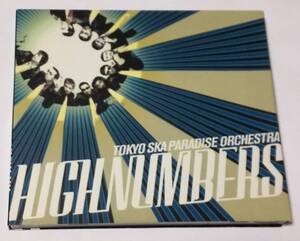 TOKYO SKA PARADISE ORCHESTRA
HIGH NUMBERS